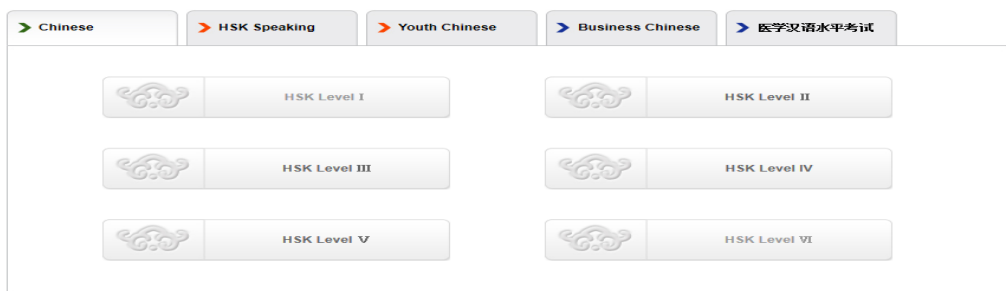 Chinese HSK Speaking Youth Chinese Business Chinese 医学汉语水平考试
HSK Level I HSK Level II
HSK Level III HSK Level IV
HSK Level V HSK Level VI